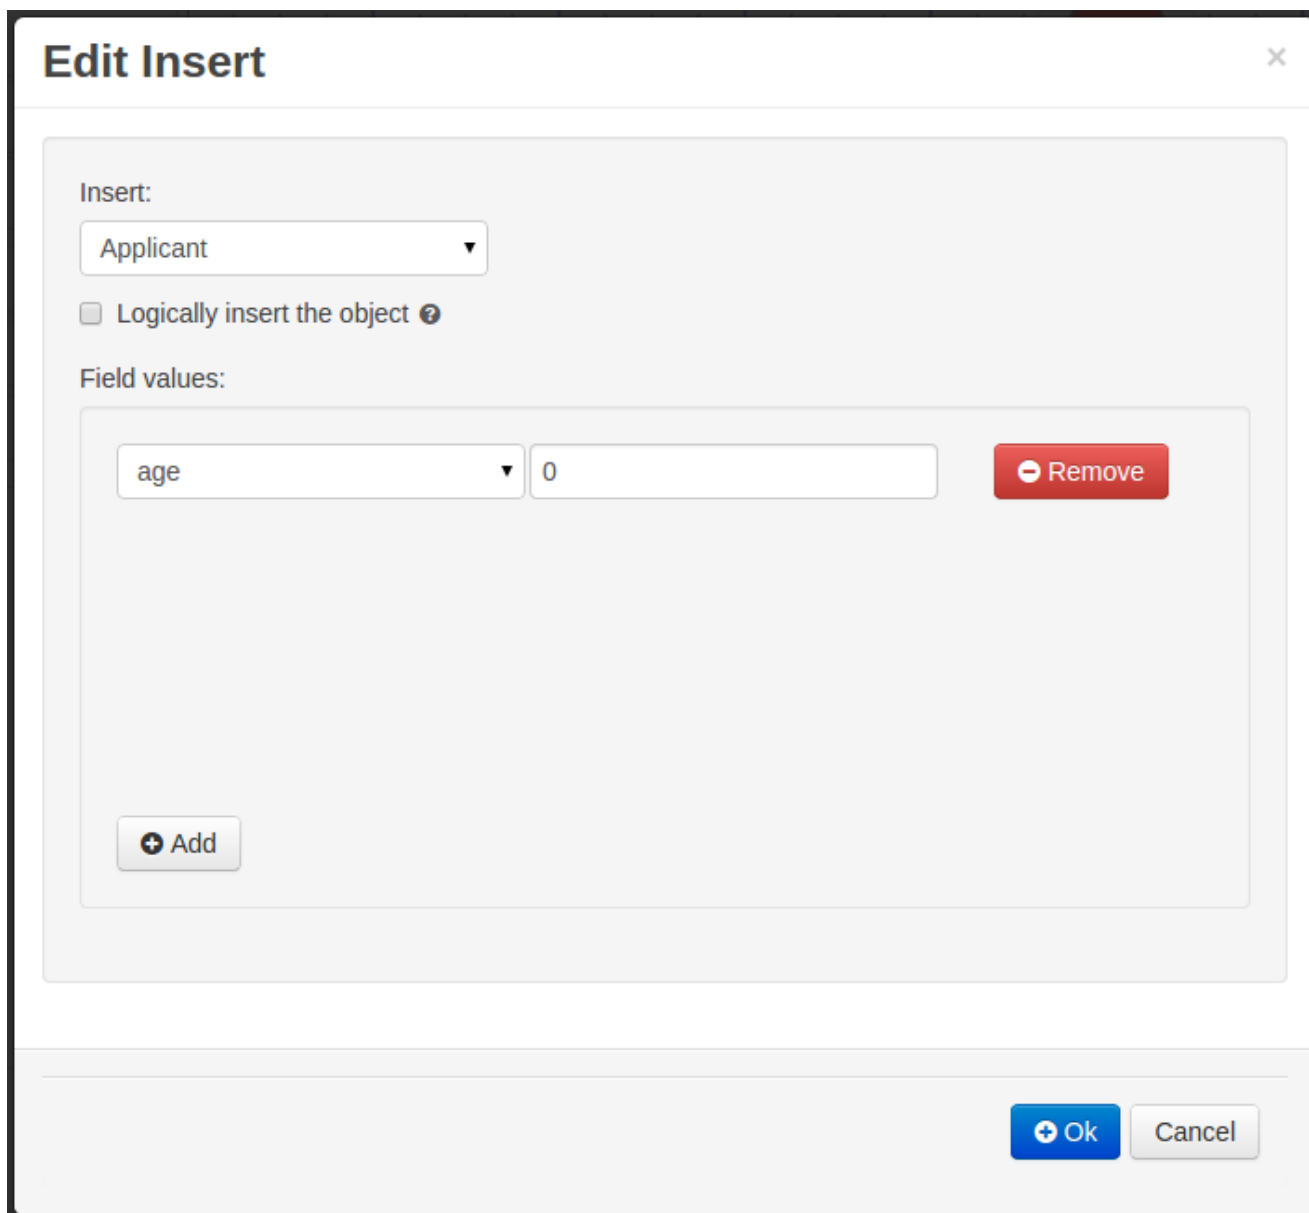 Edit Insert ×
Insert:
Applicant
Logically insert the object ?
Field values:
age 0 Remove
Add
Ok Cancel